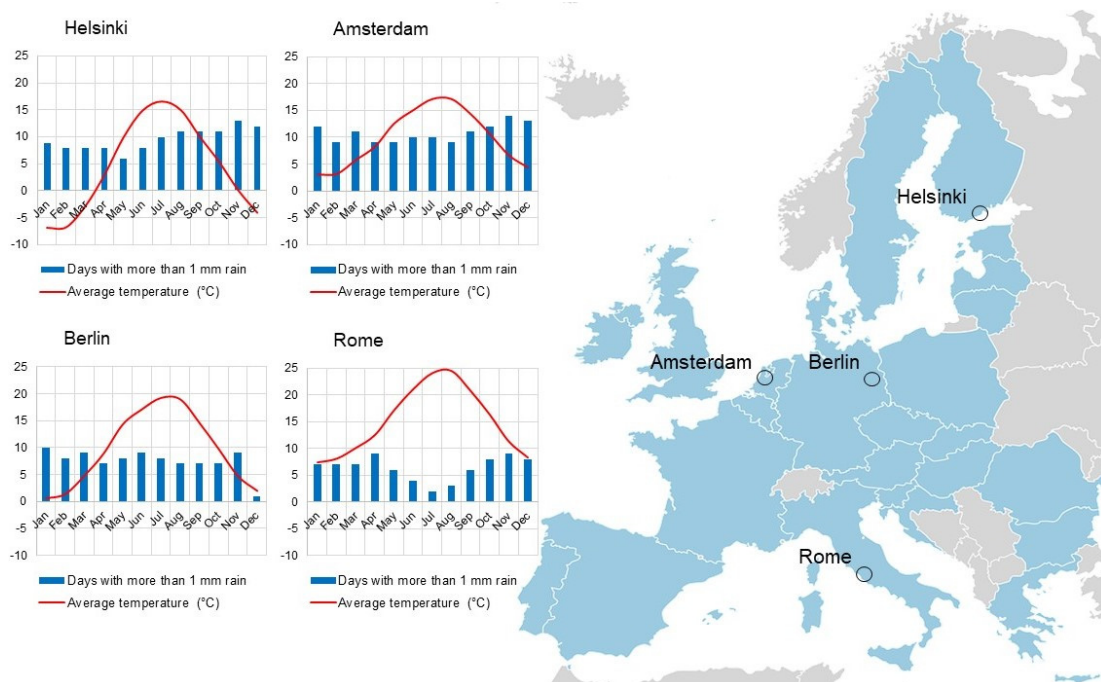 Helsinki
25
20
15
10
5
0
-5
-10
Jan Feb Mar Apr May Jun Jul Aug Sep Oct Nov Dec
Days with more than 1 mm rain
Average temperature (°C)
Amsterdam
25
20
15
10
5
0
-5
-10
Jan Feb Mar Apr May Jun Jul Aug Sep Oct Nov Dec
Days with more than 1 mm rain
Average temperature (°C)
Berlin
25
20
15
10
5
0
-5
-10
Jan Feb Mar Apr May Jun Jul Aug Sep Oct Nov Dec
Days with more than 1 mm rain
Average temperature (°C)
Rome
25
20
15
10
5
0
-5
-10
Jan Feb Mar Apr May Jun Jul Aug Sep Oct Nov Dec
Days with more than 1 mm rain
Average temperature (°C)
Helsinki
Amsterdam
Berlin
Rome